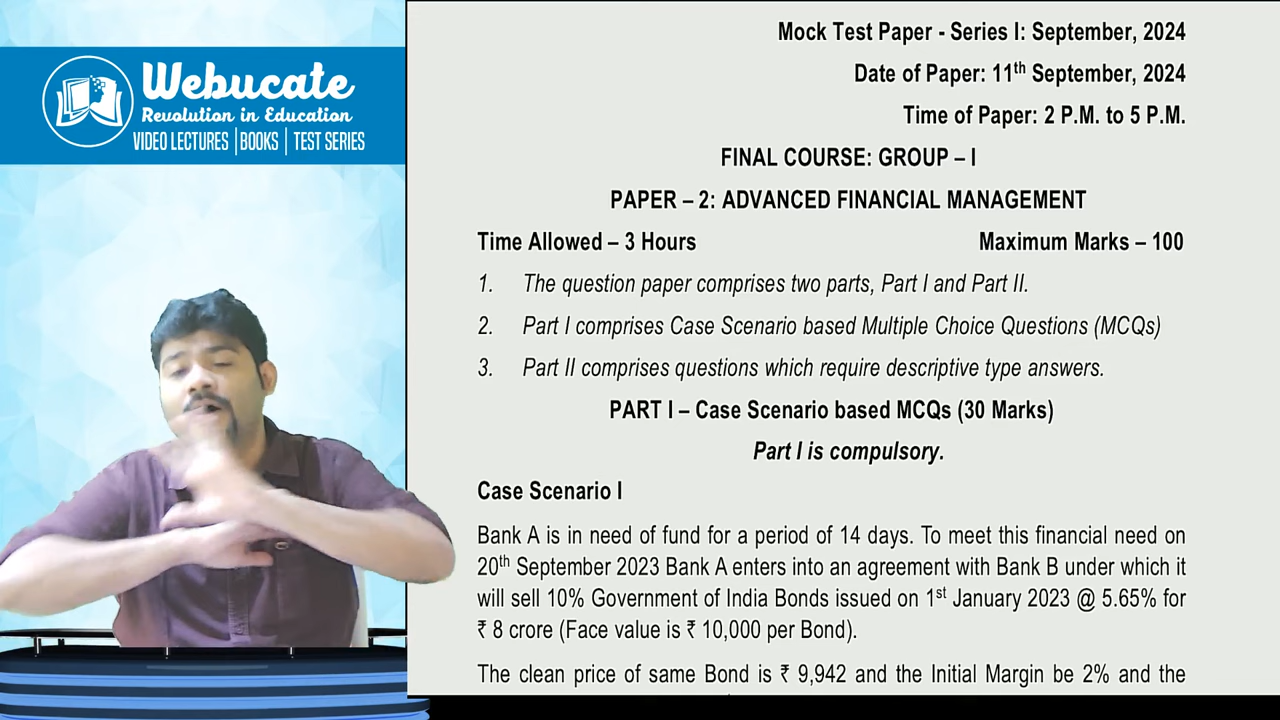 Webucate
Revolution in Education
VIDEO LECTURES | BOOKS | TEST SERIES
Mock Test Paper - Series I: September, 2024
Date of Paper: 11th September, 2024
Time of Paper: 2 P.M. to 5 P.M.
FINAL COURSE: GROUP – I
PAPER – 2: ADVANCED FINANCIAL MANAGEMENT
Time Allowed – 3 Hours Maximum Marks – 100
1. The question paper comprises two parts, Part I and Part II.
2. Part I comprises Case Scenario based Multiple Choice Questions (MCQs)
3. Part II comprises questions which require descriptive type answers.
PART I – Case Scenario based MCQs (30 Marks)
Part I is compulsory.
Case Scenario I
Bank A is in need of fund for a period of 14 days. To meet this financial need on
20th September 2023 Bank A enters into an agreement with Bank B under which it
will sell 10% Government of India Bonds issued on 1st January 2023 @ 5.65% for
₹ 8 crore (Face value is ₹ 10,000 per Bond).
The clean price of same Bond is ₹ 9,942 and the Initial Margin be 2% and the